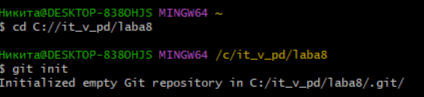 Никита@DESKTOP-8380HJS MINGW64 ~
$ cd C://it_v_pd/laba8
Никита@DESKTOP-8380HJS MINGW64 /c/it_v_pd/laba8
$ git init
Initialized empty Git repository in C:/it_v_pd/laba8/.git/